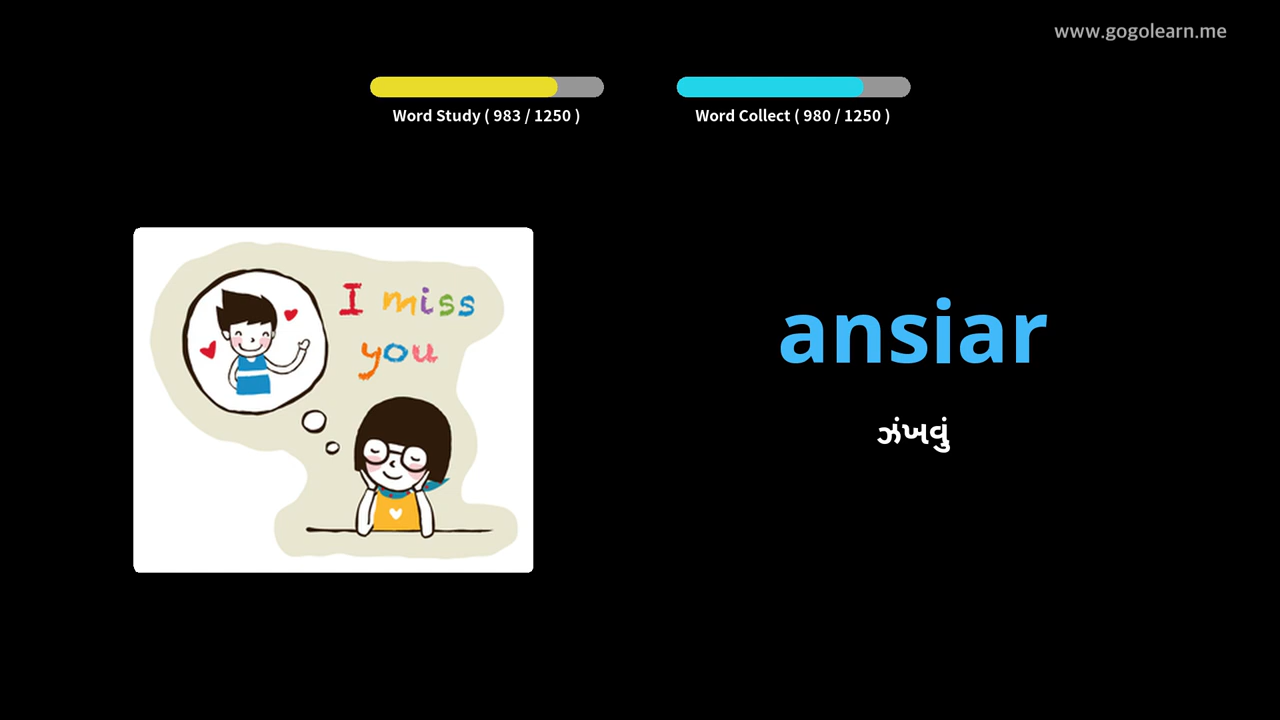 www.gogolearn.me
Word Study ( 983 / 1250 )
Word Collect ( 980 / 1250 )
I miss
you
ansiar
ઝંખવું